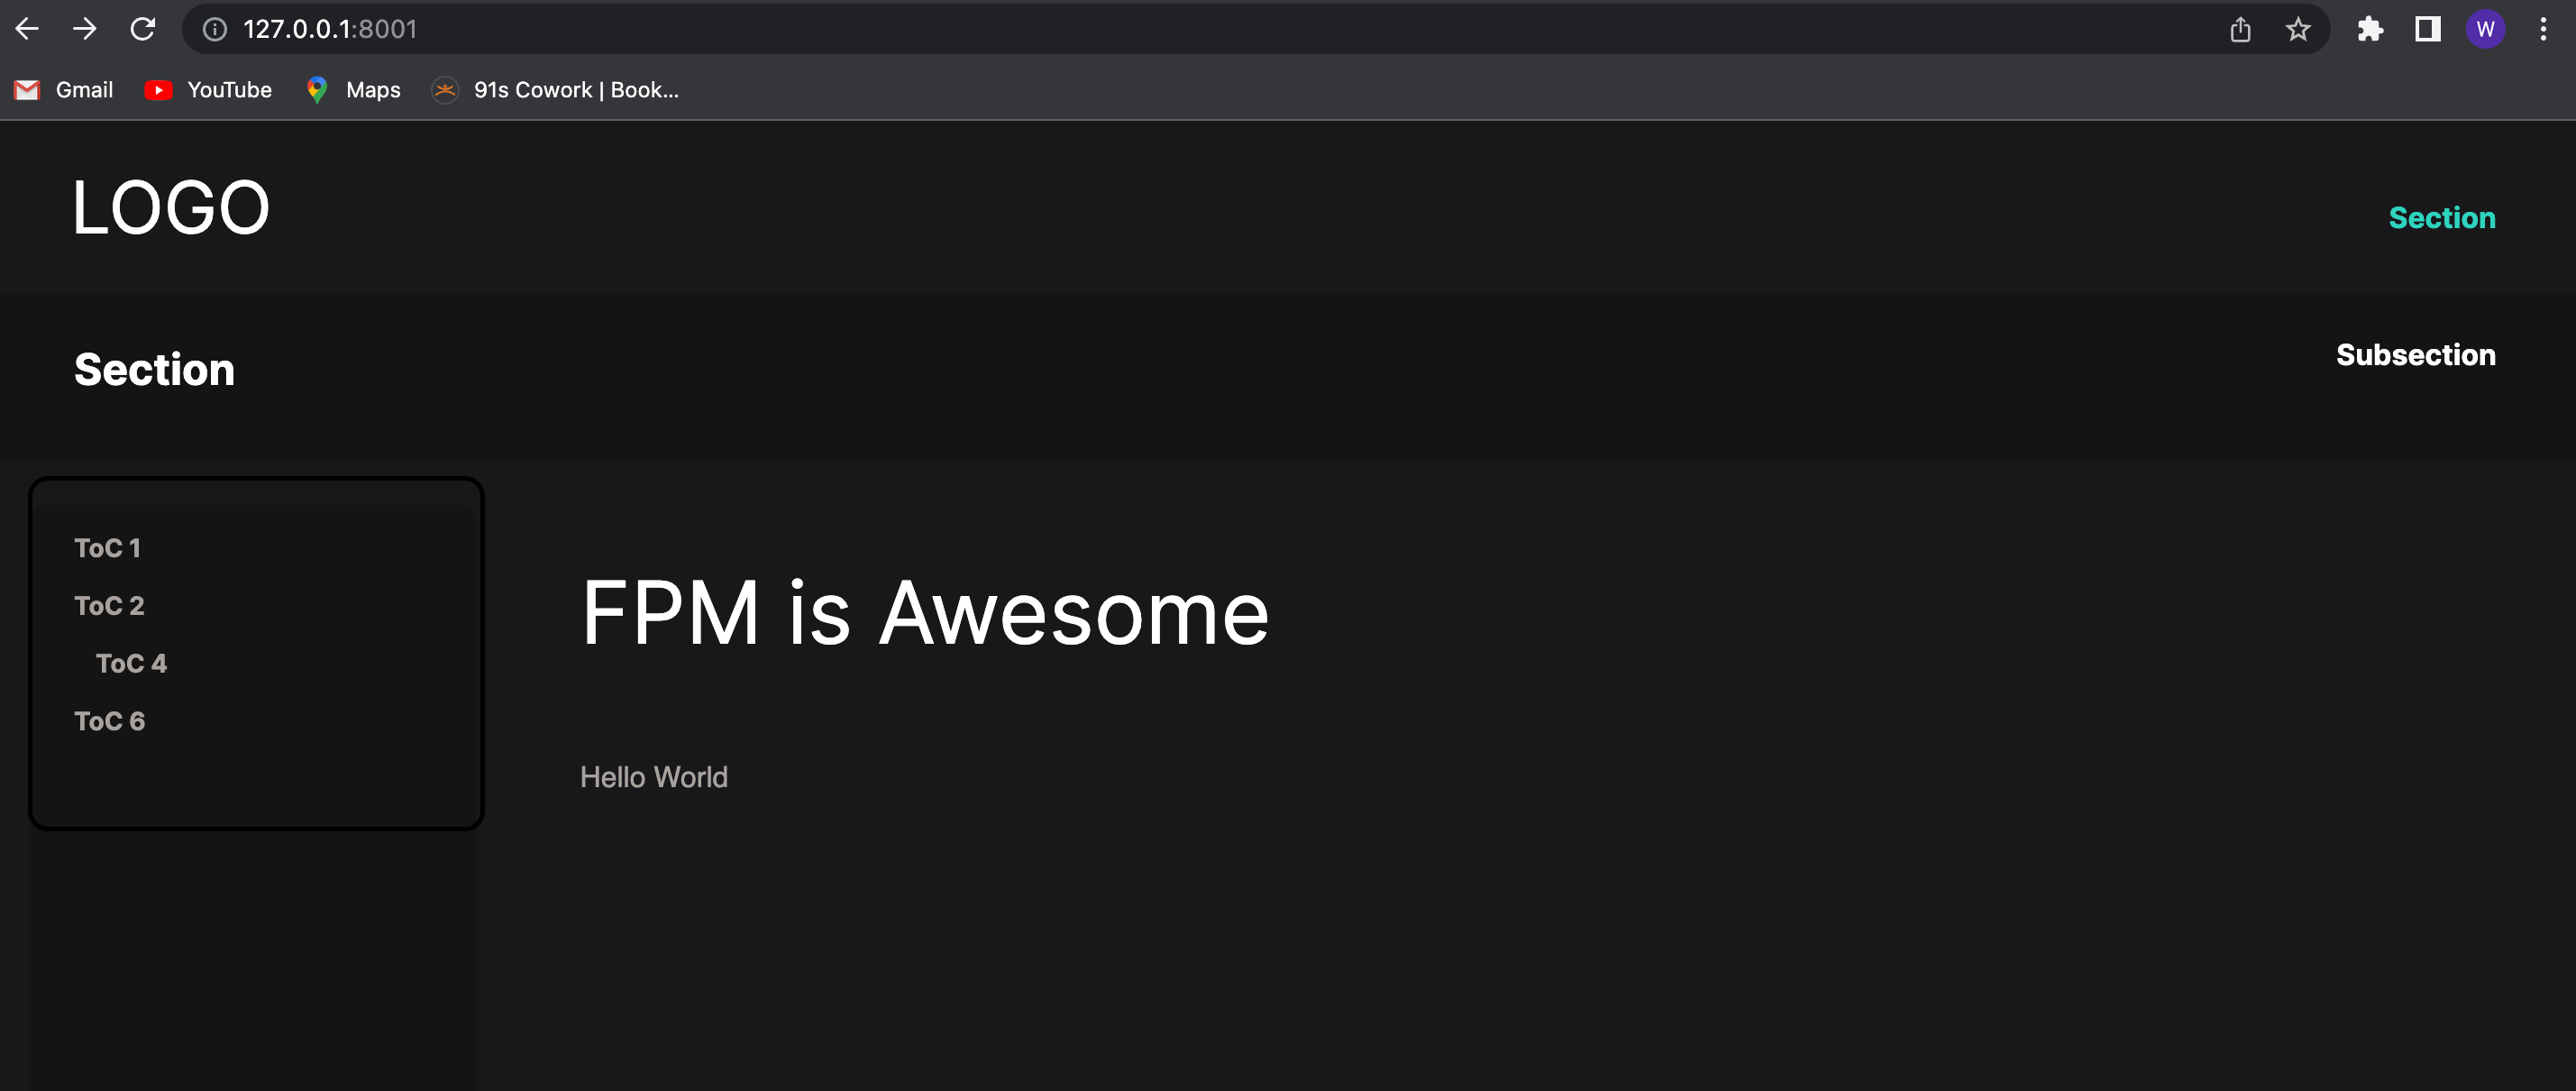 127.0.0.1:8001
W
Gmail YouTube Maps 91s Cowork | Book...
LOGO
Section
Section
Subsection
ToC 1
ToC 2
ToC 4
ToC 6
FPM is Awesome
Hello World